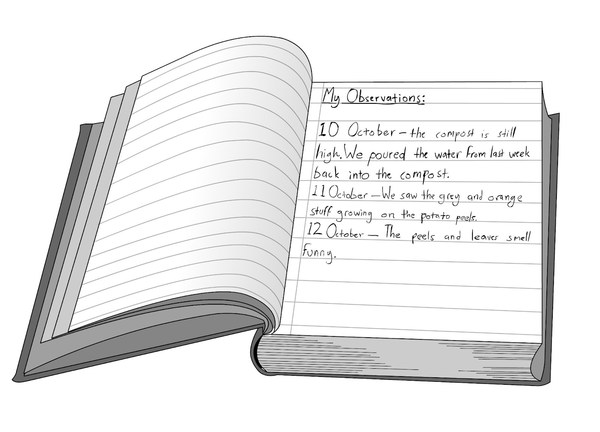 My Observations:
10 October – the compost is still
high. We poured the water from last week
back into the compost.
11 October – We saw the grey and orange
stuff growing on the potato peels.
12 October – The peels and leaves smell
funny.